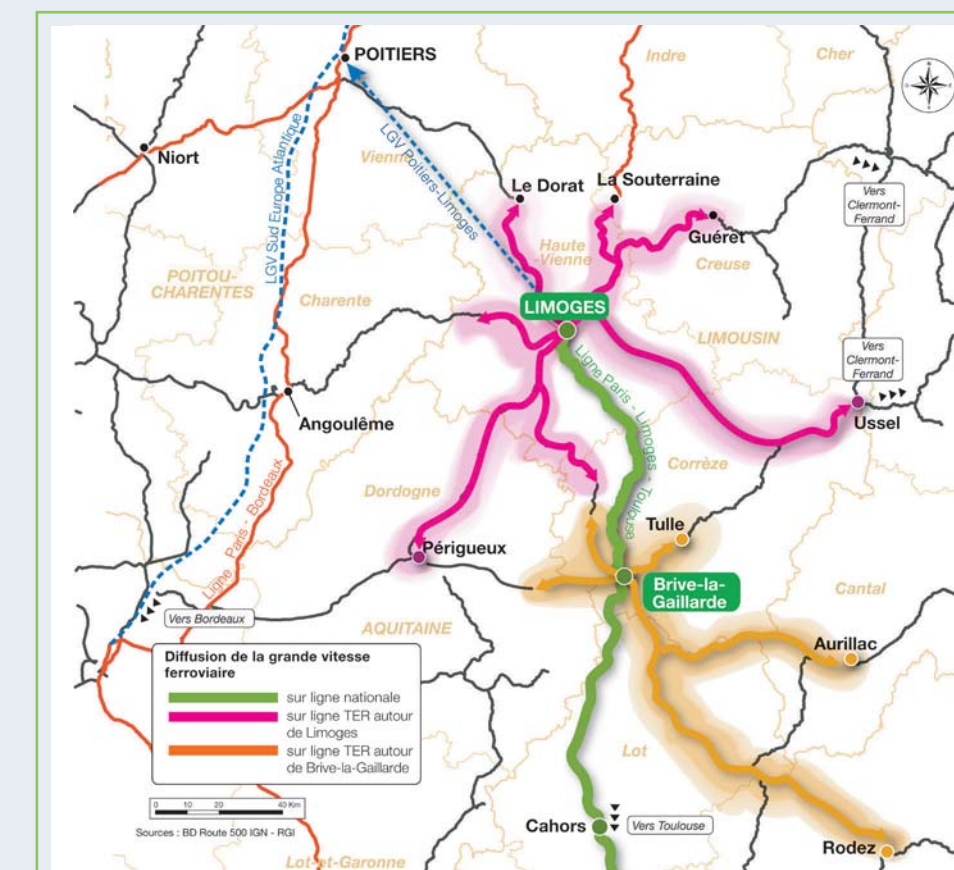 Indre
Cher
POITIERS
LGV Sud Europe Atlantique
LGV Poitiers-Limoges
Niort
Vienne
Le Dorat
La Souterraine
Guéret
Creuse
Vers
Clermont-
Ferrand
Haute
-Vienne
POITOU-
CHARENTES
Charente
LIMOGES
LIMOUSIN
Vers
Clermont-
Ferrand
Ligne Paris - Limoges - Toulouse
Angoulême
Ussel
Corrèze
Dordogne
Ligne Paris - Bordeaux
Tulle
Périgueux
Brive-la-
Gaillarde
Cantal
Vers Bordeaux
AQUITAINE
Aurillac
Diffusion de la grande vitesse
ferroviaire
sur ligne nationale
sur ligne TER autour
de Limoges
sur ligne TER autour
de Brive-la-Gaillarde
Lot
0 10 20 40 Km
Sources : BD Route 500 IGN - RGI
Cahors
Vers Toulouse
Rodez
Lot-et-Garonne